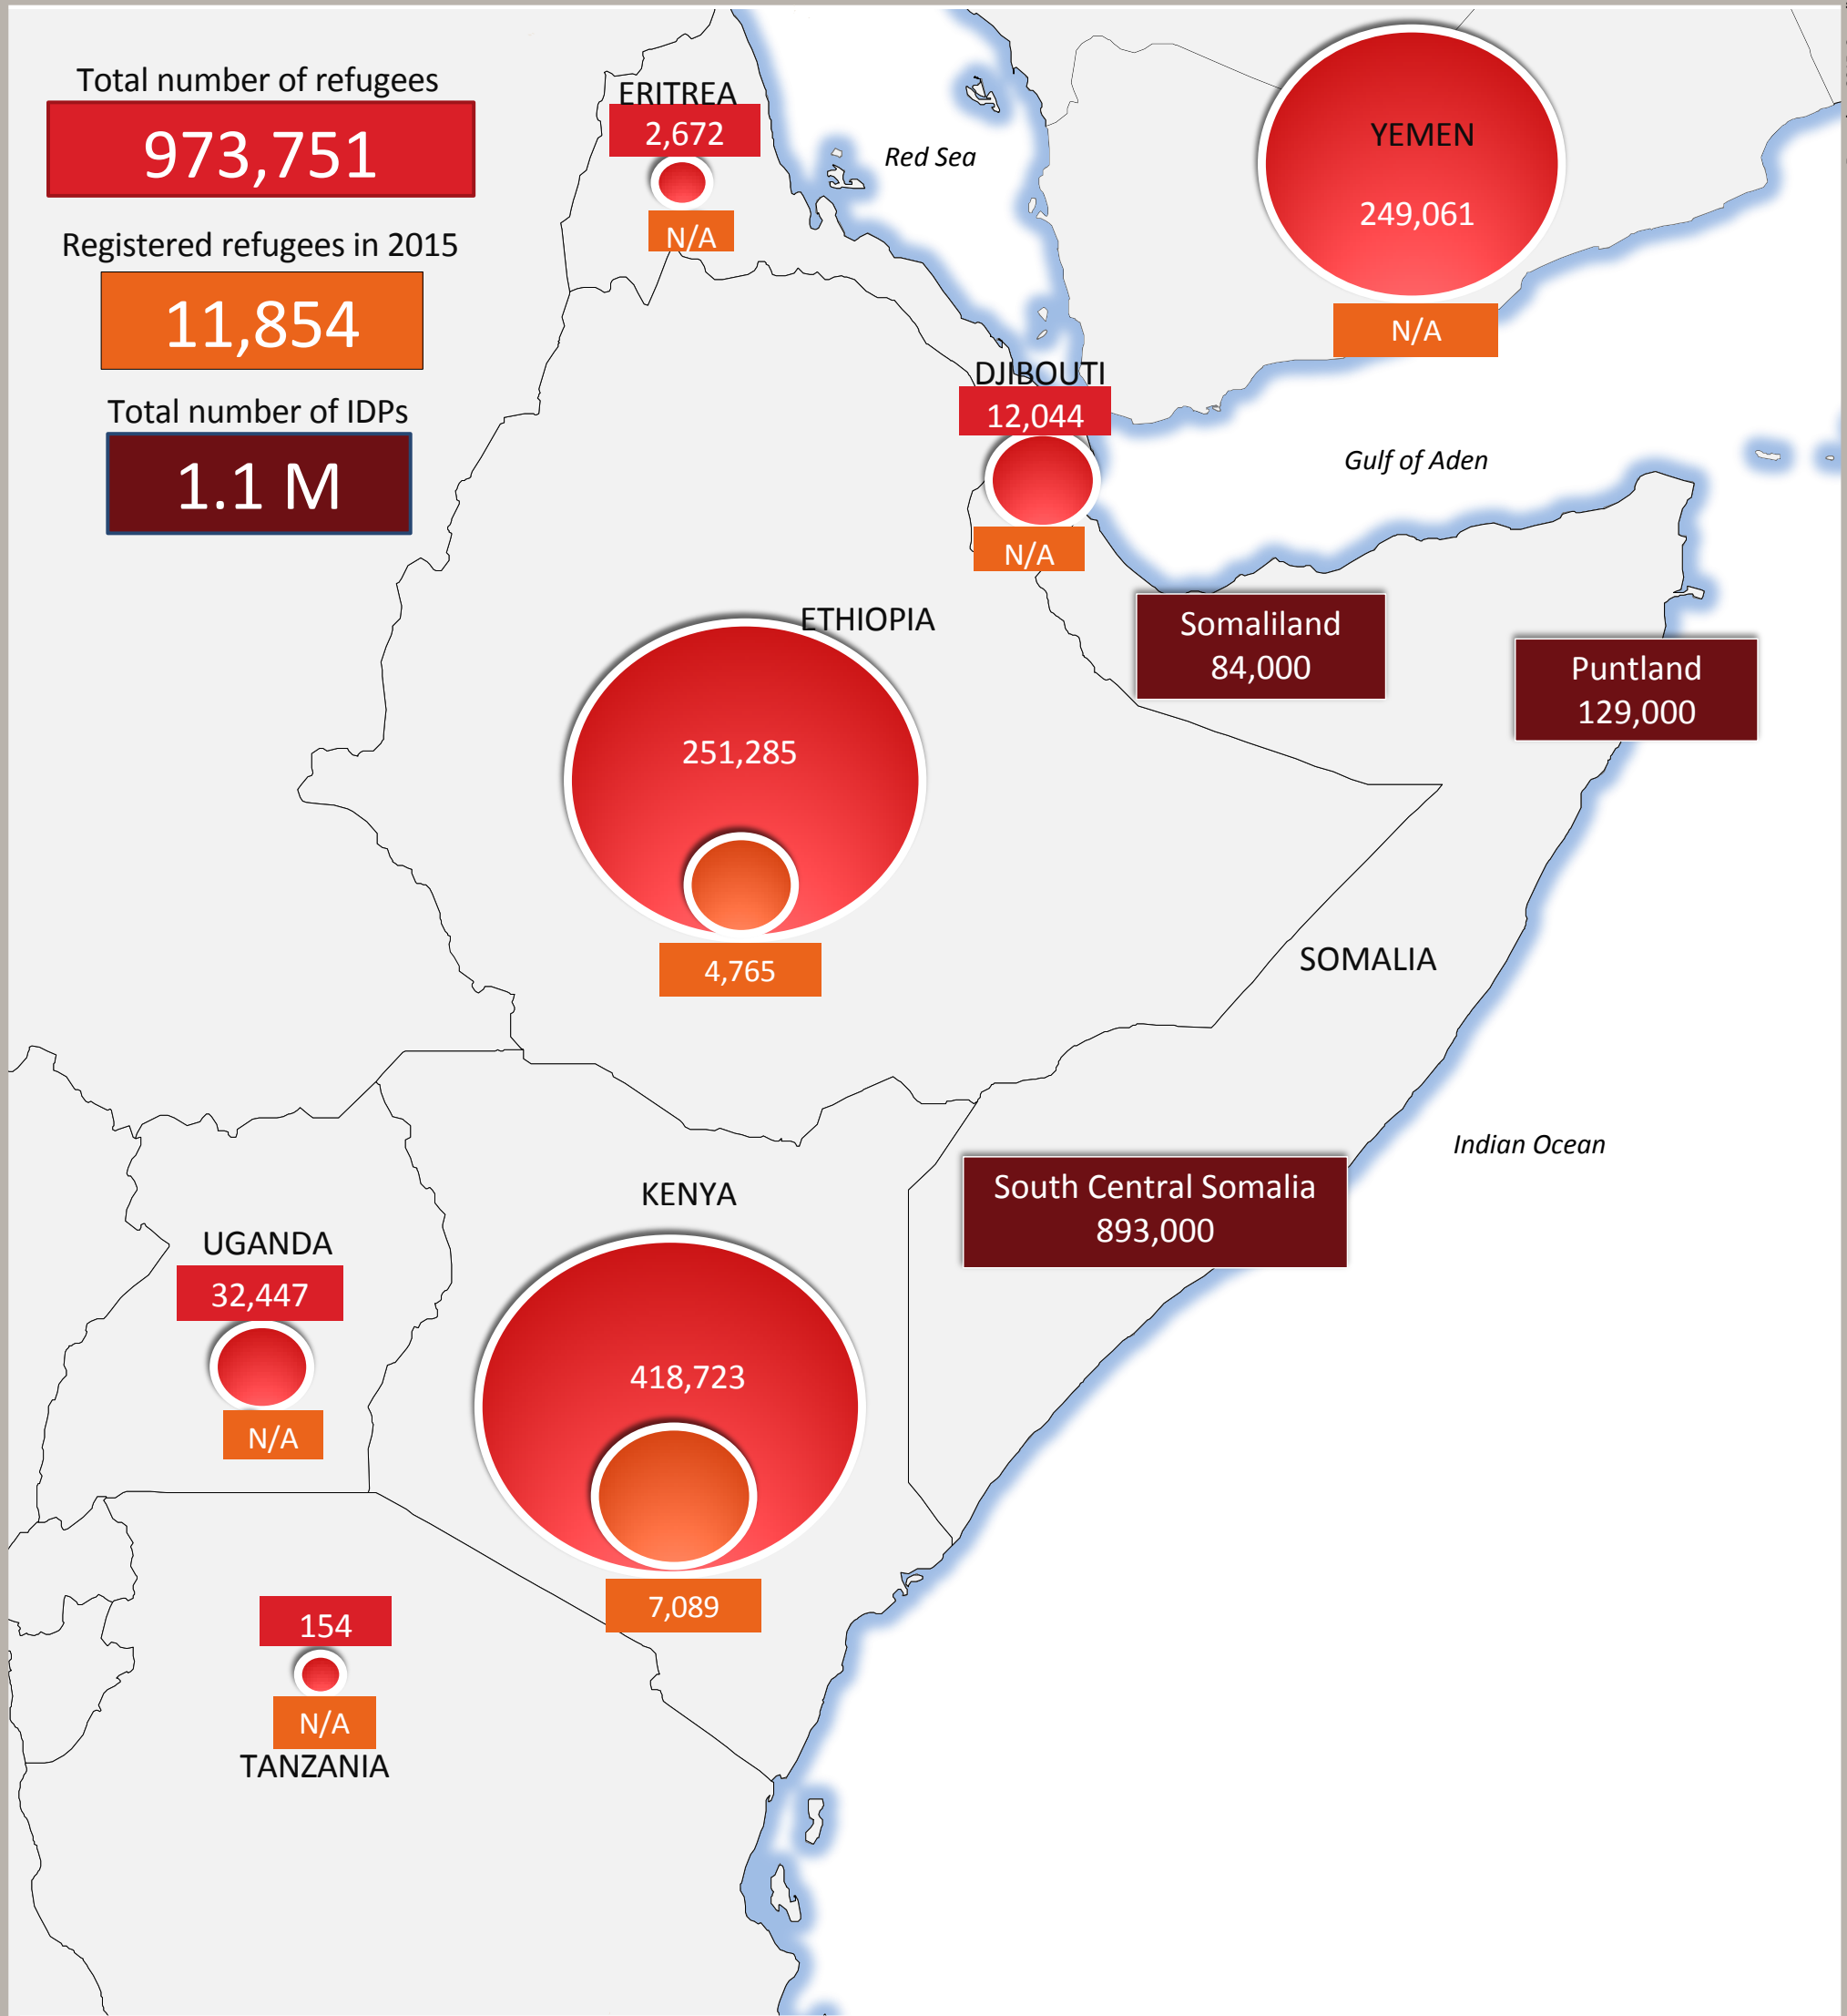 Total number of refugees
973,751
Registered refugees in 2015
11,854
Total number of IDPs
1.1 M
ERITREA
2,672
N/A
Red Sea
YEMEN
249,061
N/A
DJIBOUTI
12,044
N/A
Gulf of Aden
ETHIOPIA
251,285
4,765
Somaliland
84,000
Puntland
129,000
SOMALIA
Indian Ocean
South Central Somalia
893,000
KENYA
418,723
7,089
UGANDA
32,447
N/A
154
N/A
TANZANIA